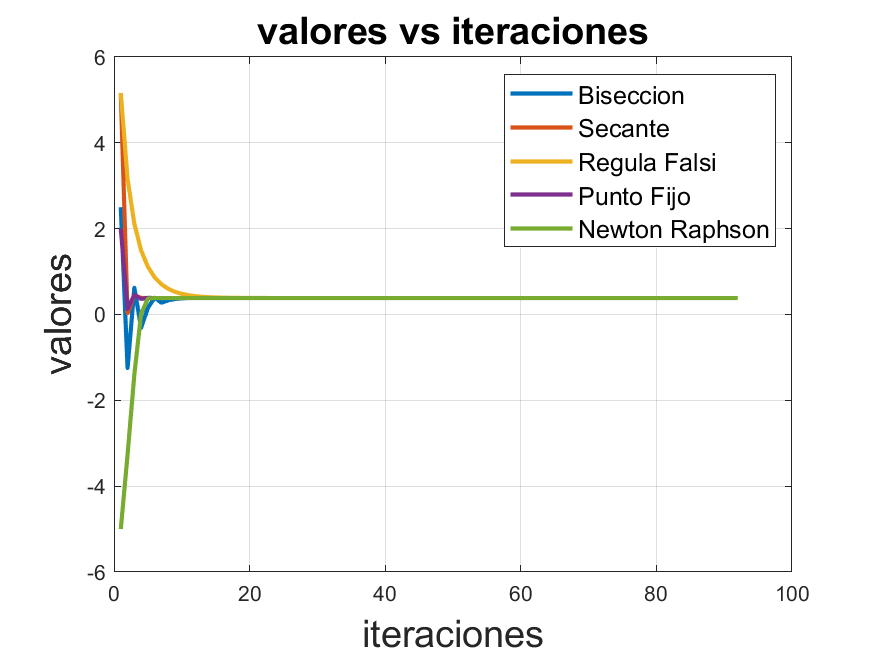 valores vs iteraciones
6
4
2
0
-2
-4
-6
valores
Biseccion
Secante
Regula Falsi
Punto Fijo
Newton Raphson
0 20 40 60 80 100
iteraciones